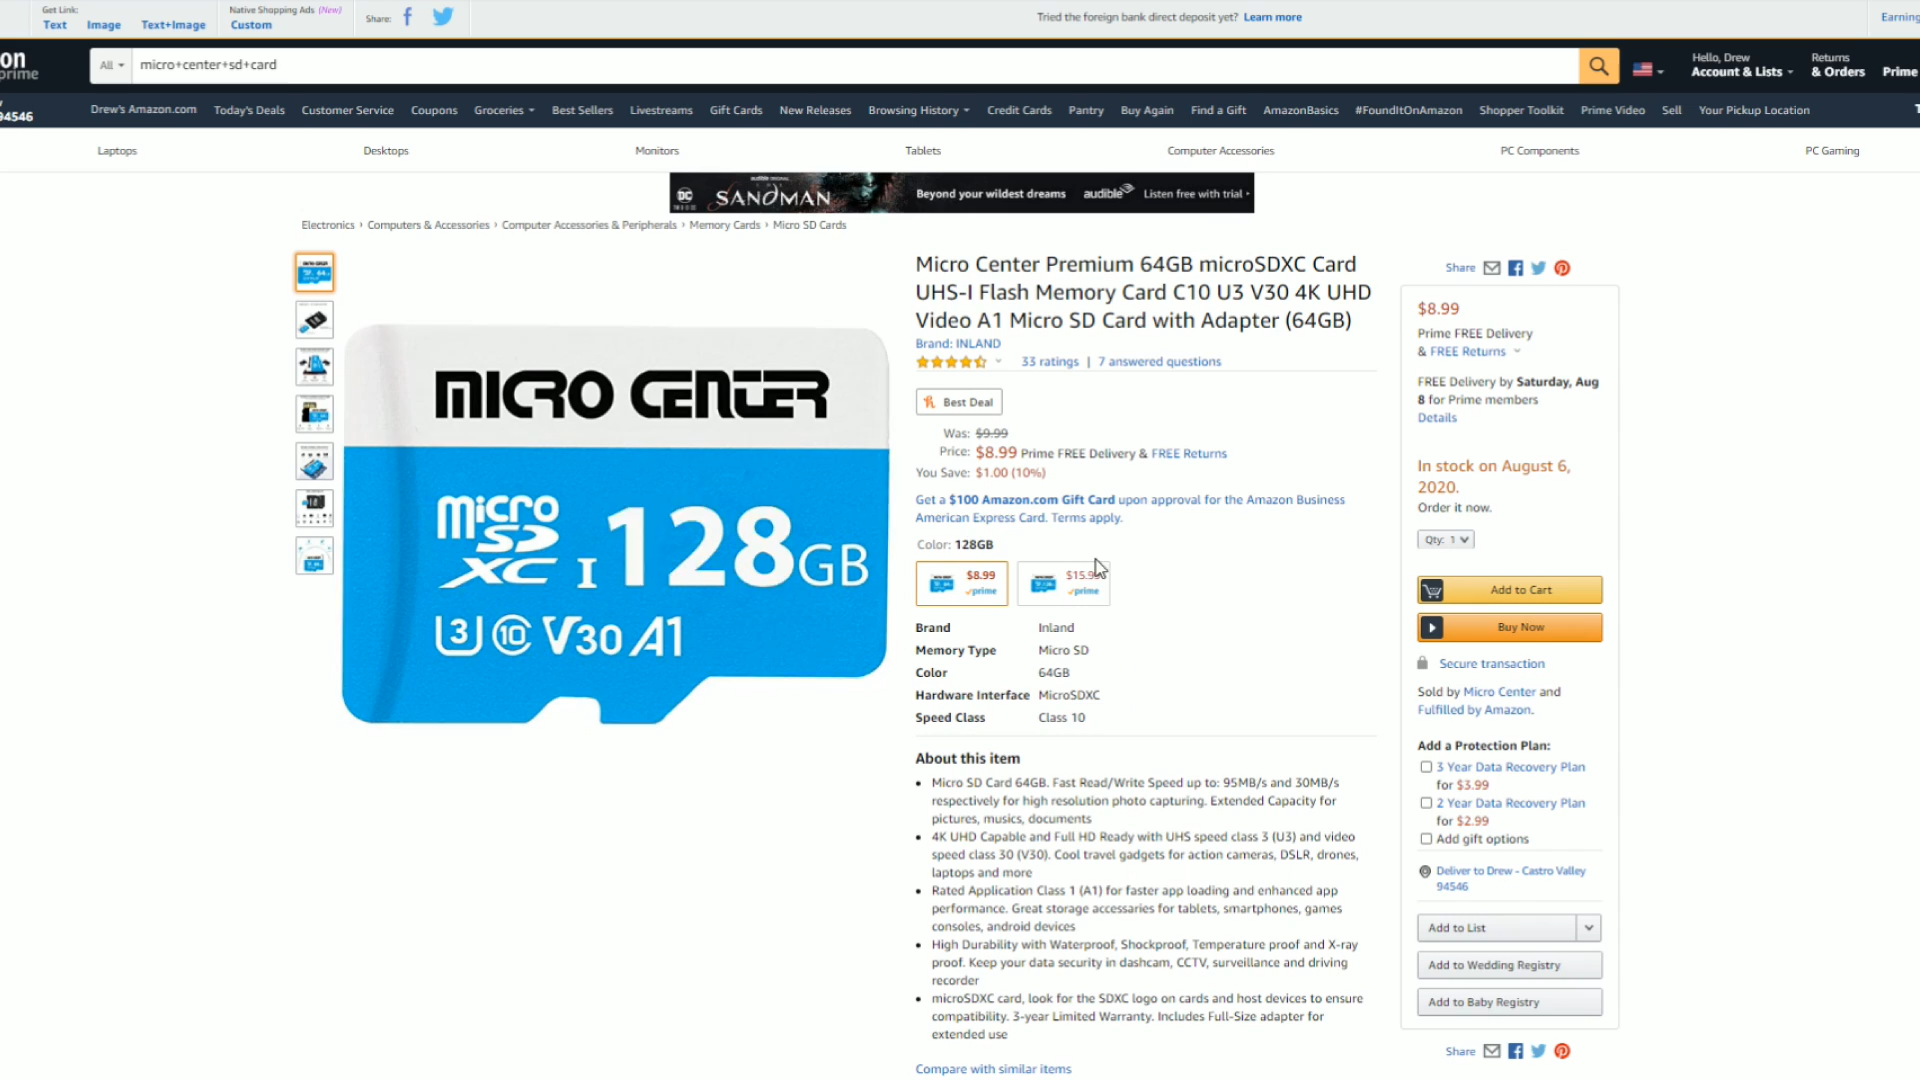 Get Link:
Text Image Text+Image
Native Shopping Ads (New)
Custom
Share:
Tried the foreign bank direct deposit yet? Learn more
Earning
on
prime
All
micro+center+sd+card
Hello, Drew
Account & Lists
Returns
& Orders
Prime
94546
Drew's Amazon.com Today's Deals Customer Service Coupons Groceries Best Sellers Livestreams Gift Cards New Releases Browsing History Credit Cards Pantry Buy Again Find a Gift AmazonBasics #FoundItOnAmazon Shopper Toolkit Prime Video Sell Your Pickup Location
Laptops Desktops Monitors Tablets Computer Accessories PC Components PC Gaming
DC SANDMAN Beyond your wildest dreams audible Listen free with trial
Electronics › Computers & Accessories › Computer Accessories & Peripherals › Memory Cards › Micro SD Cards
MICRO CENTER
Micro SD XC I 128GB
U3 C10 V30 A1
Micro Center Premium 64GB microSDXC Card
UHS-I Flash Memory Card C10 U3 V30 4K UHD
Video A1 Micro SD Card with Adapter (64GB)
Brand: INLAND
33 ratings | 7 answered questions
Best Deal
Was: $9.99
Price: $8.99 Prime FREE Delivery & FREE Returns
You Save: $1.00 (10%)
Get a $100 Amazon.com Gift Card upon approval for the Amazon Business
American Express Card. Terms apply.
Color: 128GB
$8.99
prime
prime
Brand Inland
Memory Type Micro SD
Color 64GB
Hardware Interface MicroSDXC
Speed Class Class 10
About this item
• Micro SD Card 64GB. Fast Read/Write Speed up to: 95MB/s and 30MB/s
respectively for high resolution photo capturing. Extended Capacity for
pictures, musics, documents
• 4K UHD Capable and Full HD Ready with UHS speed class 3 (U3) and video
speed class 30 (V30). Cool travel gadgets for action cameras, DSLR, drones,
laptops and more
• Rated Application Class 1 (A1) for faster app loading and enhanced app
performance. Great storage accessaries for tablets, smartphones, games
consoles, android devices
• High Durability with Waterproof, Shockproof, Temperature proof and X-ray
proof. Keep your data security in dashcam, CCTV, surveillance and driving
recorder
• microSDXC card, look for the SDXC logo on cards and host devices to ensure
compatibility. 3-year Limited Warranty. Includes Full-Size adapter for
extended use
Compare with similar items
Share
$8.99
Prime FREE Delivery
& FREE Returns
FREE Delivery by Saturday, Aug
8 for Prime members
Details
In stock on August 6,
2020.
Order it now.
Qty: 1
Add to Cart
Buy Now
Secure transaction
Sold by Micro Center and
Fulfilled by Amazon.
Add a Protection Plan:
3 Year Data Recovery Plan
for $3.99
2 Year Data Recovery Plan
for $2.99
Add gift options
Deliver to Drew - Castro Valley
94546
Add to List
Add to Wedding Registry
Add to Baby Registry
Share